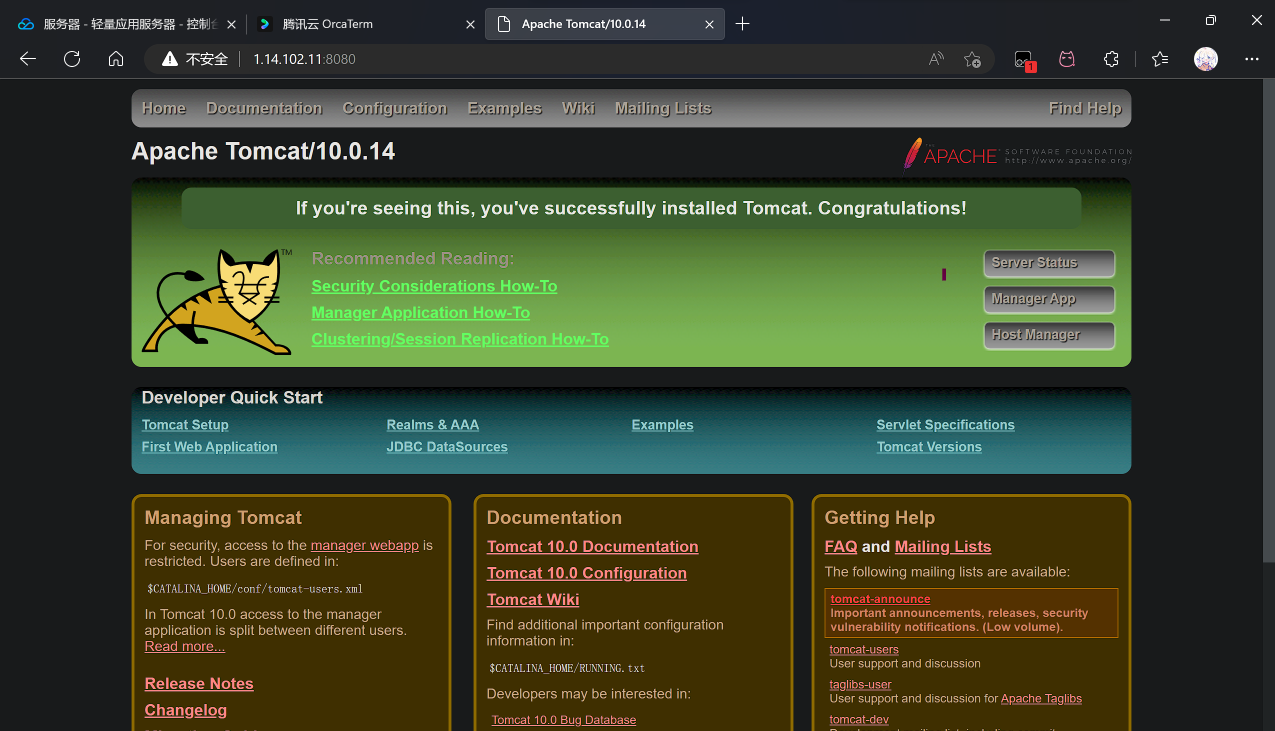 服务器 - 轻量应用服务器 - 控制台
腾讯云 OrcaTerm
Apache Tomcat/10.0.14
不安全
1.14.102.11:8080
A
1
Home Documentation Configuration Examples Wiki Mailing Lists Find Help
Apache Tomcat/10.0.14
THE
APACHE
SOFTWARE FOUNDATION
http://www.apache.org/
If you're seeing this, you've successfully installed Tomcat. Congratulations!
TM
Recommended Reading:
Security Considerations How-To
Manager Application How-To
Clustering/Session Replication How-To
Server Status
Manager App
Host Manager
Developer Quick Start
Tomcat Setup
First Web Application
Realms & AAA
JDBC DataSources
Examples
Servlet Specifications
Tomcat Versions
Managing Tomcat
For security, access to the manager webapp is
restricted. Users are defined in:
$CATALINA_HOME/conf/tomcat-users.xml
In Tomcat 10.0 access to the manager
application is split between different users.
Read more...
Release Notes
Changelog
Documentation
Tomcat 10.0 Documentation
Tomcat 10.0 Configuration
Tomcat Wiki
Find additional important configuration
information in:
$CATALINA_HOME/RUNNING.txt
Developers may be interested in:
Tomcat 10.0 Bug Database
Getting Help
FAQ and Mailing Lists
The following mailing lists are available:
tomcat-announce
Important announcements, releases, security
vulnerability notifications. (Low volume).
tomcat-users
User support and discussion
taglibs-user
User support and discussion for Apache Taglibs
tomcat-dev